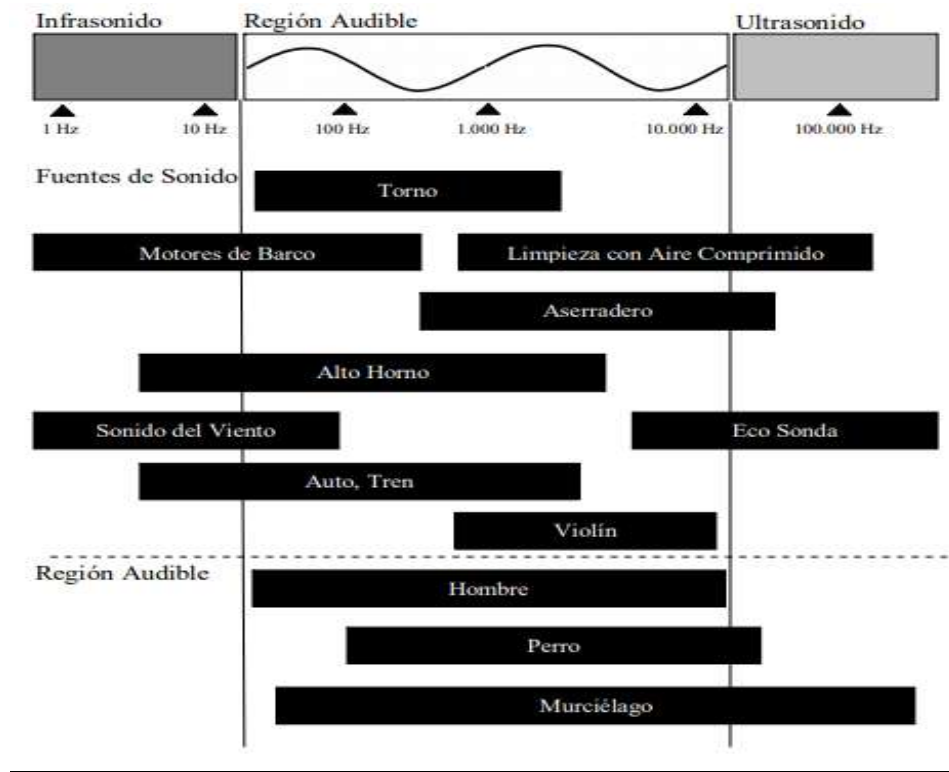 Infrasonido Región Audible Ultrasonido
1 Hz 10 Hz 100 Hz 1.000 Hz 10.000 Hz 100.000 Hz
Fuentes de Sonido
Torno
Motores de Barco Limpieza con Aire Comprimido
Aserradero
Alto Horno
Sonido del Viento Eco Sonda
Auto, Tren
Violín
Región Audible
Hombre
Perro
Murciélago